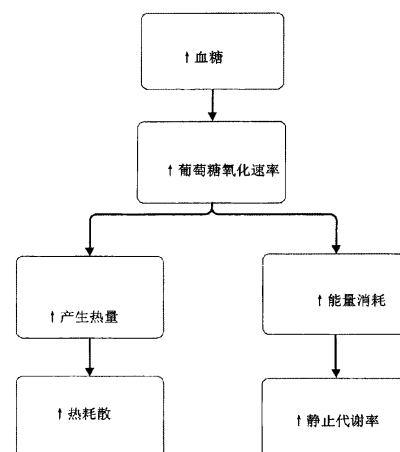 ↑血糖
↑葡萄糖氧化速率
↑产生热量
↑能量消耗
↑热耗散
↑静止代谢率